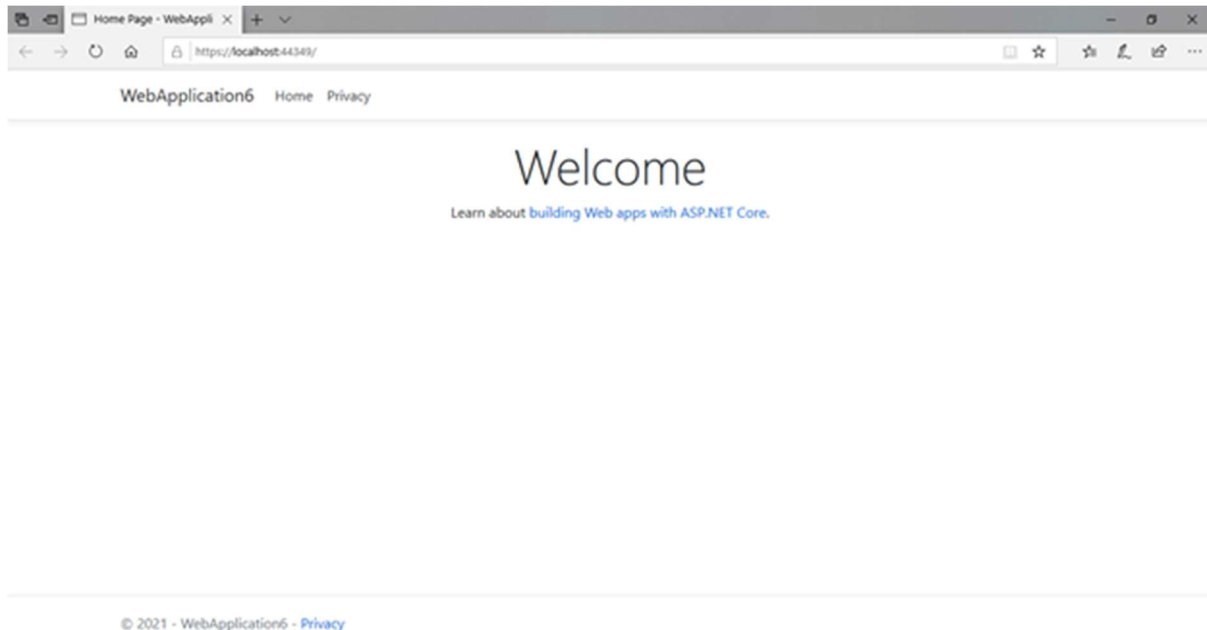 Home Page - WebAppli
https://localhost:44349/
WebApplication6 Home Privacy
Welcome
Learn about building Web apps with ASP.NET Core.
© 2021 - WebApplication6 - Privacy